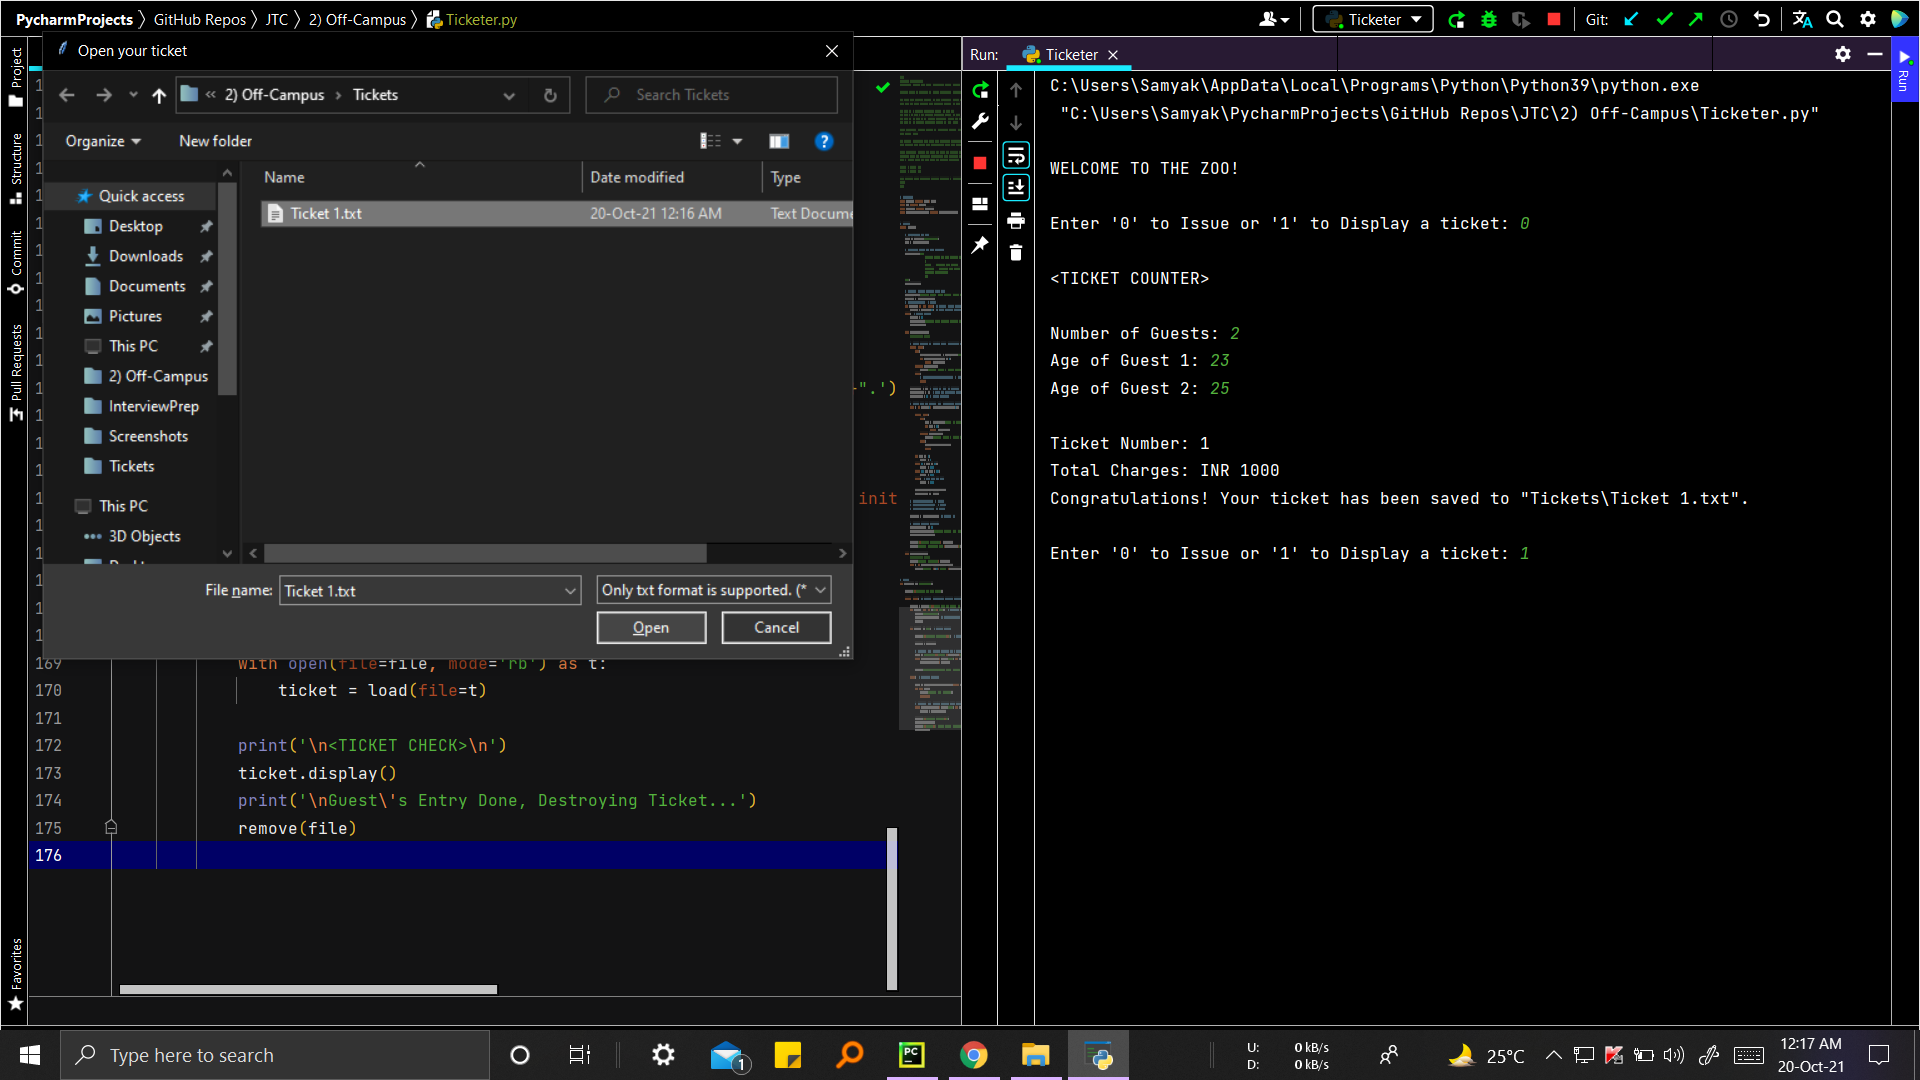 PycharmProjects
GitHub Repos
JTC
2) Off-Campus
Ticketer.py
Ticketer
Git:
Project
Structure
Commit
Pull Requests
Favorites
Open your ticket
2) Off-Campus
Tickets
Search Tickets
Organize
New folder
Name
Date modified
Type
Quick access
Desktop
Downloads
Documents
Pictures
This PC
2) Off-Campus
InterviewPrep
Screenshots
Tickets
This PC
3D Objects
Ticket 1.txt
20-Oct-21 12:16 AM
Text Docume
File name:
Ticket 1.txt
Only txt format is supported. (*
Open
Cancel
".')
init
169 with open(file=file, mode='rb') as t:
170 ticket = load(file=t)
171
172 print('\n<TICKET CHECK>\n')
173 ticket.display()
174 print('\nGuest\'s Entry Done, Destroying Ticket...')
175 remove(file)
176
Run:
Ticketer
Run
C:\Users\Samyak\AppData\Local\Programs\Python\Python39\python.exe
"C:\Users\Samyak\PycharmProjects\GitHub Repos\JTC\2) Off-Campus\Ticketer.py"
WELCOME TO THE ZOO!
Enter '0' to Issue or '1' to Display a ticket: 0
<TICKET COUNTER>
Number of Guests: 2
Age of Guest 1: 23
Age of Guest 2: 25
Ticket Number: 1
Total Charges: INR 1000
Congratulations! Your ticket has been saved to "Tickets\Ticket 1.txt".
Enter '0' to Issue or '1' to Display a ticket: 1
Type here to search
1
PC
U: 0 kB/s
D: 0 kB/s
25°C
12:17 AM
20-Oct-21